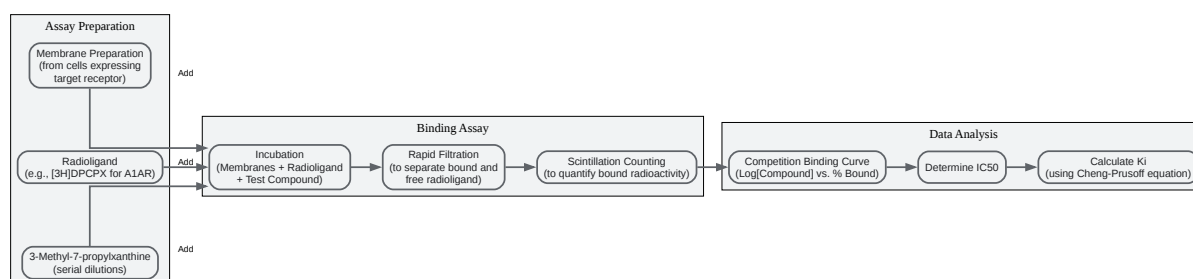 Assay Preparation
Membrane Preparation
(from cells expressing
target receptor)
Add
Radioligand
(e.g., [3H]DPCPX for A1AR)
Add
3-Methyl-7-propylxanthine
(serial dilutions)
Add
Binding Assay
Incubation
(Membranes + Radioligand
+ Test Compound)
Rapid Filtration
(to separate bound and
free radioligand)
Scintillation Counting
(to quantify bound radioactivity)
Data Analysis
Competition Binding Curve
(Log[Compound] vs. % Bound)
Determine IC50
Calculate Ki
(using Cheng-Prusoff equation)